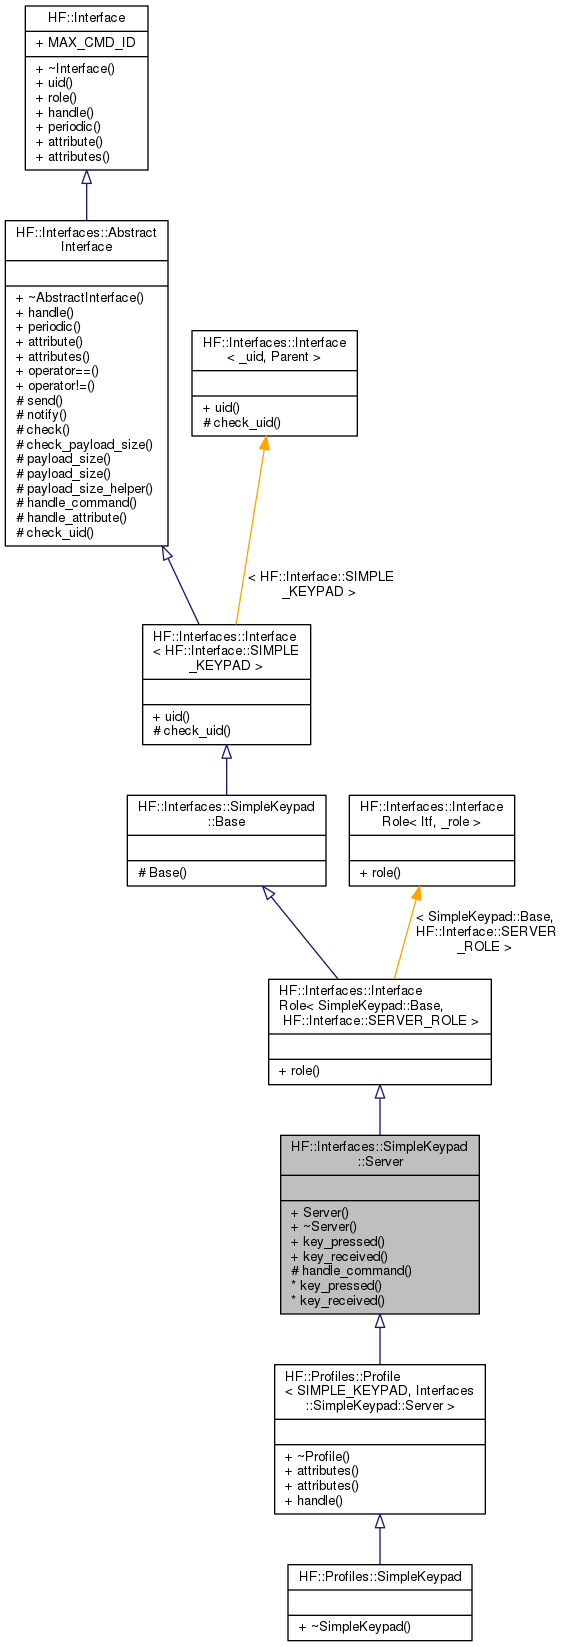 HF::Interface
+ MAX_CMD_ID
+ ~Interface()
+ uid()
+ role()
+ handle()
+ periodic()
+ attribute()
+ attributes()
HF::Interfaces::Abstract
Interface
+ ~AbstractInterface()
+ handle()
+ periodic()
+ attribute()
+ attributes()
+ operator==()
+ operator!=()
# send()
# notify()
# check()
# check_payload_size()
# payload_size()
# payload_size()
# payload_size_helper()
# handle_command()
# handle_attribute()
# check_uid()
HF::Interfaces::Interface
< _uid, Parent >
+ uid()
# check_uid()
< HF::Interface::SIMPLE
_KEYPAD >
HF::Interfaces::Interface
< HF::Interface::SIMPLE
_KEYPAD >
+ uid()
# check_uid()
HF::Interfaces::SimpleKeypad
::Base
# Base()
HF::Interfaces::Interface
Role< Itf, _role >
+ role()
< SimpleKeypad::Base,
HF::Interface::SERVER
_ROLE >
HF::Interfaces::Interface
Role< SimpleKeypad::Base,
HF::Interface::SERVER_ROLE >
+ role()
HF::Interfaces::SimpleKeypad
::Server
+ Server()
+ ~Server()
+ key_pressed()
+ key_received()
# handle_command()
* key_pressed()
* key_received()
HF::Profiles::Profile
< SIMPLE_KEYPAD, Interfaces
::SimpleKeypad::Server >
+ ~Profile()
+ attributes()
+ attributes()
+ handle()
HF::Profiles::SimpleKeypad
+ ~SimpleKeypad()